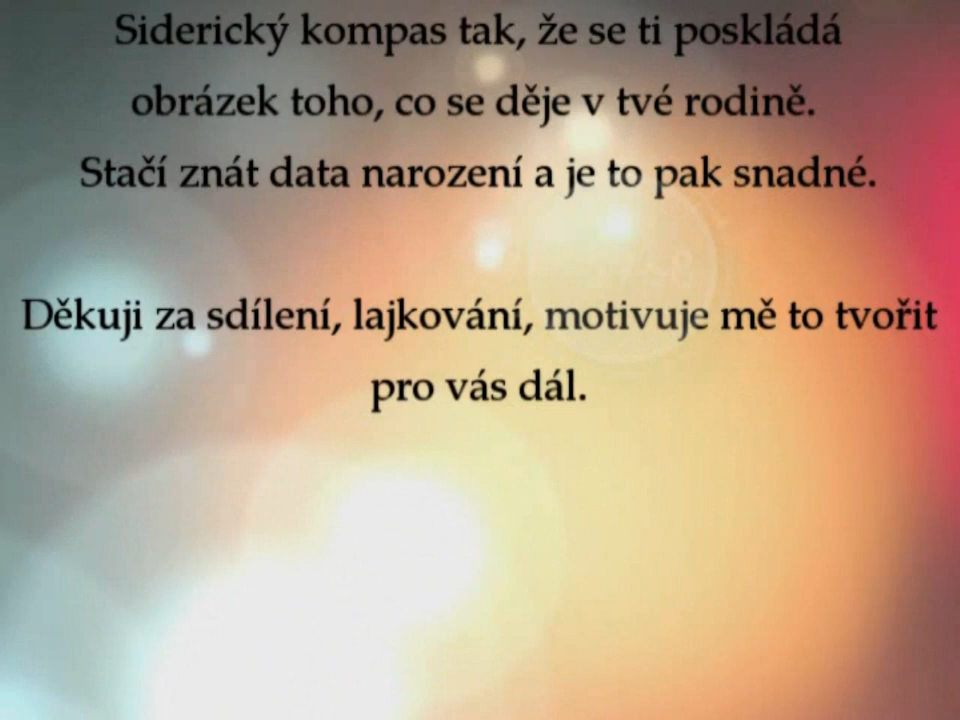 Siderický kompas tak, že se ti poskládá
obrázek toho, co se děje v tvé rodině.
Stačí znát data narození a je to pak snadné.
Děkuji za sdílení, lajkování, motivuje mě to tvořit
pro vás dál.